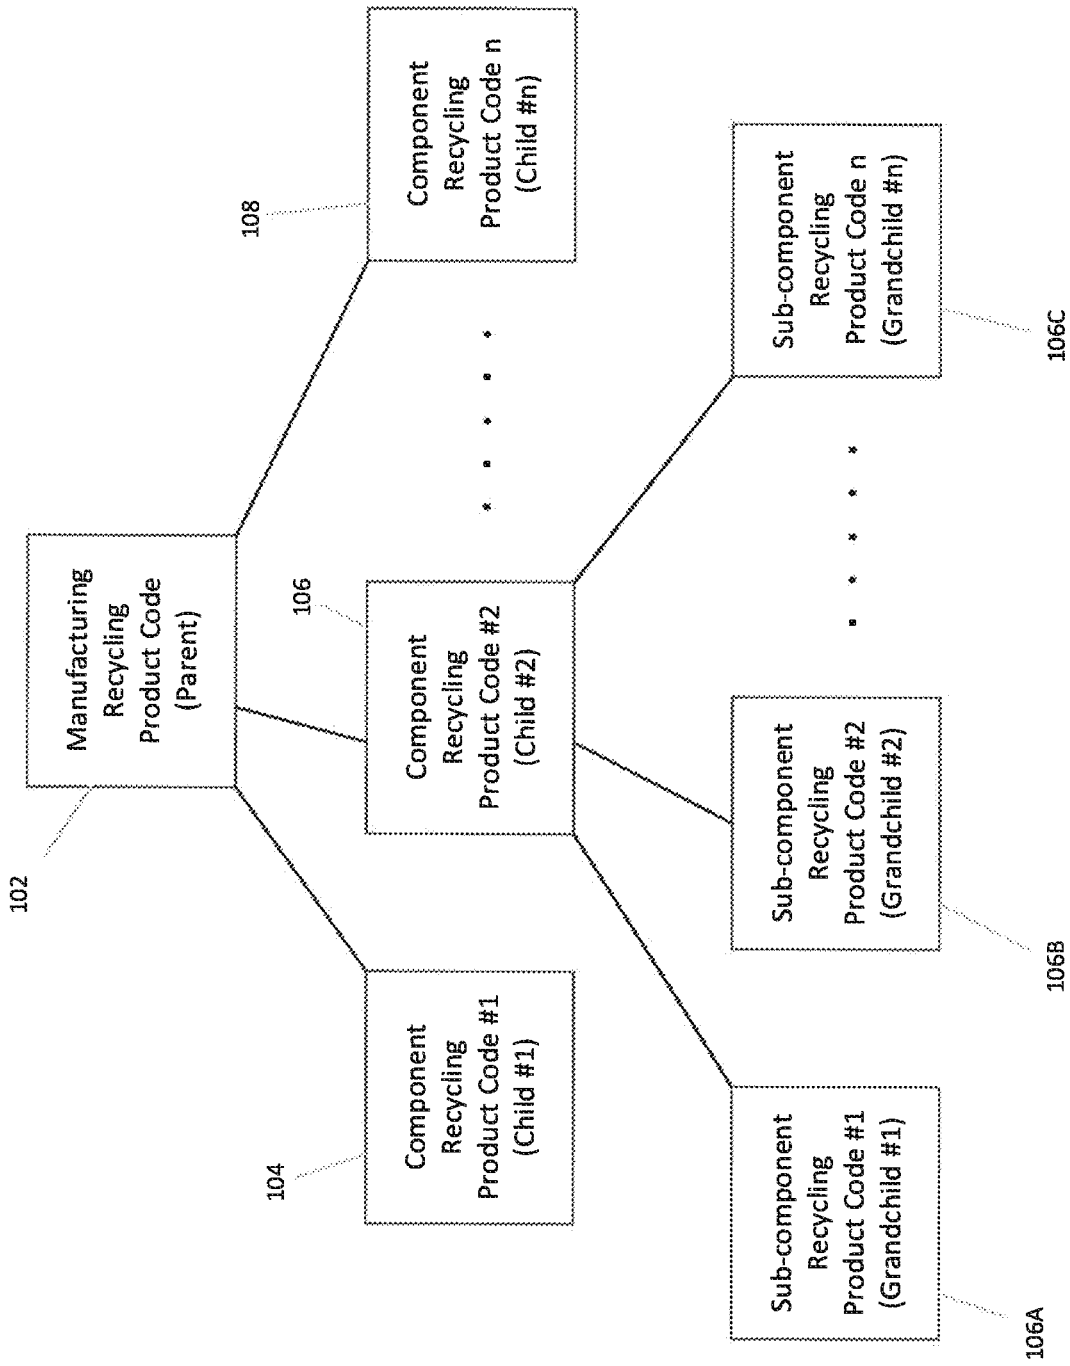 102
Manufacturing
Recycling
Product Code
(Parent)
104
Component
Recycling
Product Code #1
(Child #1)
106
Component
Recycling
Product Code #2
(Child #2)
108
Component
Recycling
Product Code n
(Child #n)
Sub-component
Recycling
Product Code #1
(Grandchild #1)
106A
Sub-component
Recycling
Product Code #2
(Grandchild #2)
106B
Sub-component
Recycling
Product Code n
(Grandchild #n)
106C